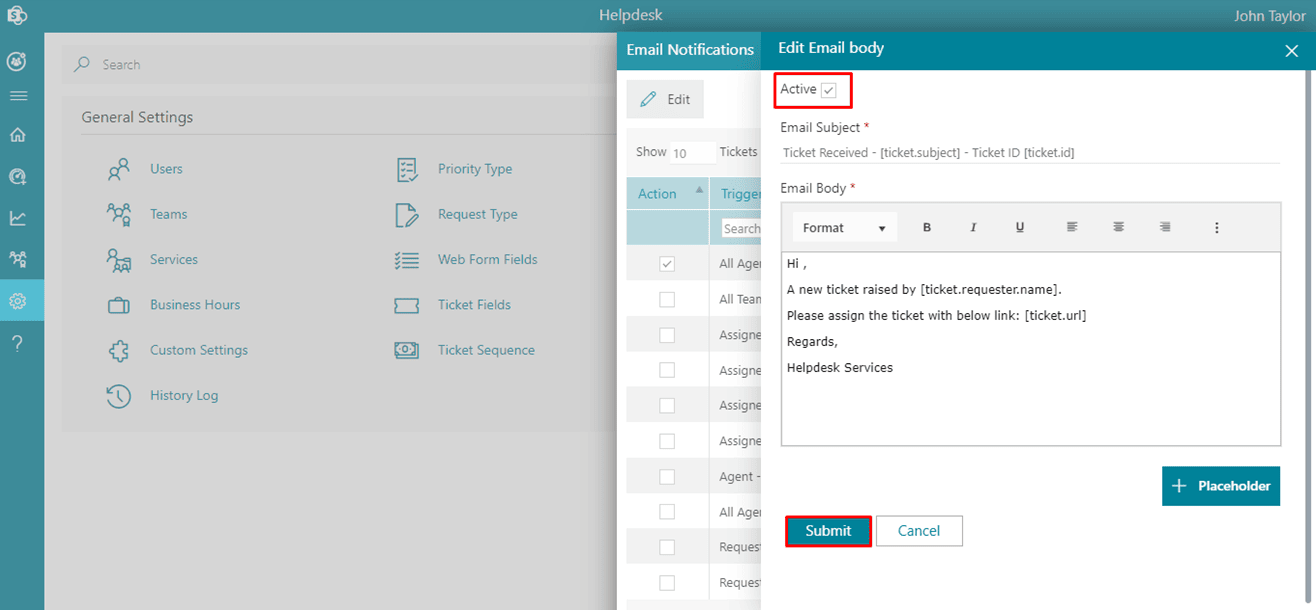 Helpdesk
John Taylor
Search
General Settings
Users
Priority Type
Teams
Request Type
Services
Web Form Fields
Business Hours
Ticket Fields
Custom Settings
Ticket Sequence
History Log
Email Notifications
Edit
Show 10 Tickets
Action Trigger
Search
All Agen
All Team
Assigne
Assigne
Assigne
Assigne
Agent -
All Agen
Request
Request
Edit Email body
Active
Email Subject *
Ticket Received - [ticket.subject] - Ticket ID [ticket.id]
Email Body *
Format B I U
Hi ,
A new ticket raised by [ticket.requester.name].
Please assign the ticket with below link: [ticket.url]
Regards,
Helpdesk Services
+ Placeholder
Submit Cancel